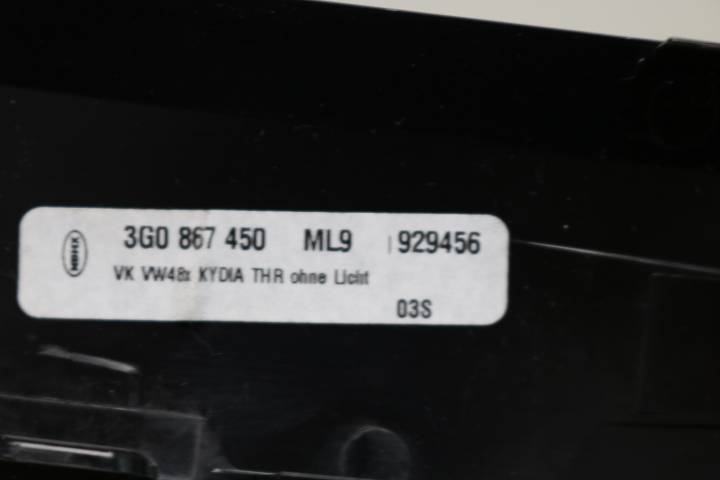 3G0 867 450 ML9 929456
VK VW48x KYDIA THR ohne Licht
03S